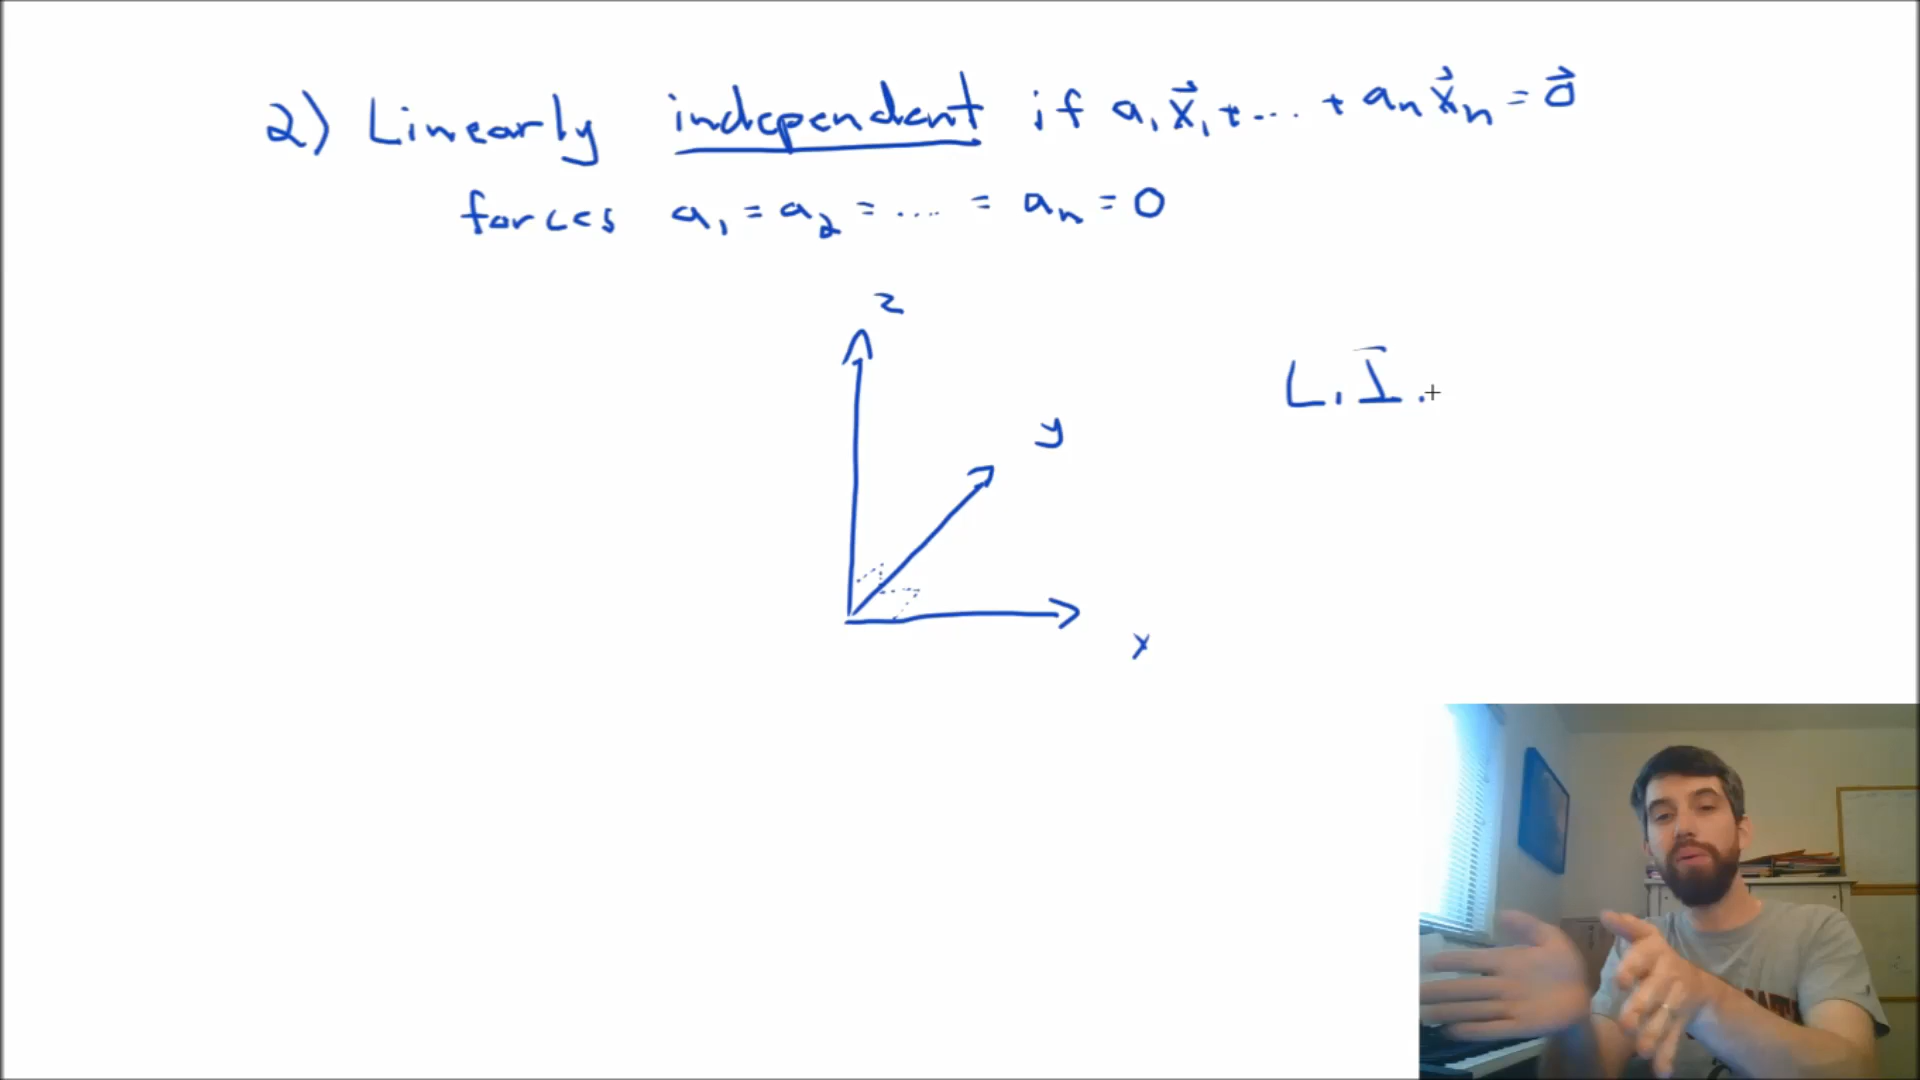 2) Linearly independent if a₁x⃗₁ + ... + aₙx⃗ₙ = 0⃗
forces a₁ = a₂ = .... = aₙ = 0
z
L.I.
y
x